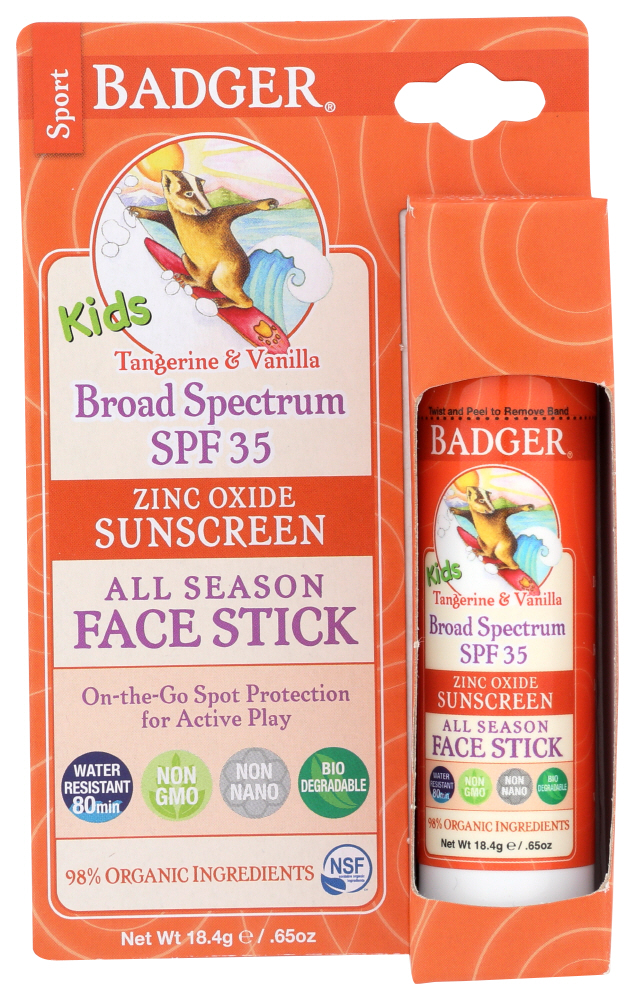 Sport
BADGER®
Kids
Tangerine & Vanilla
Broad Spectrum
SPF 35
ZINC OXIDE
SUNSCREEN
ALL SEASON
FACE STICK
On-the-Go Spot Protection
for Active Play
WATER
RESISTANT
80min
NON
GMO
NON
NANO
BIO
DEGRADABLE
98% ORGANIC INGREDIENTS
NSF
Net Wt 18.4g ℮ / .65oz
Twist and Peel to Remove Band
BADGER®
Kids
Tangerine & Vanilla
Broad Spectrum
SPF 35
ZINC OXIDE
SUNSCREEN
ALL SEASON
FACE STICK
WATER
RESISTANT
80min
NON
GMO
NON
NANO
BIO
DEGRADABLE
98% ORGANIC INGREDIENTS
Net Wt 18.4g ℮ / .65oz